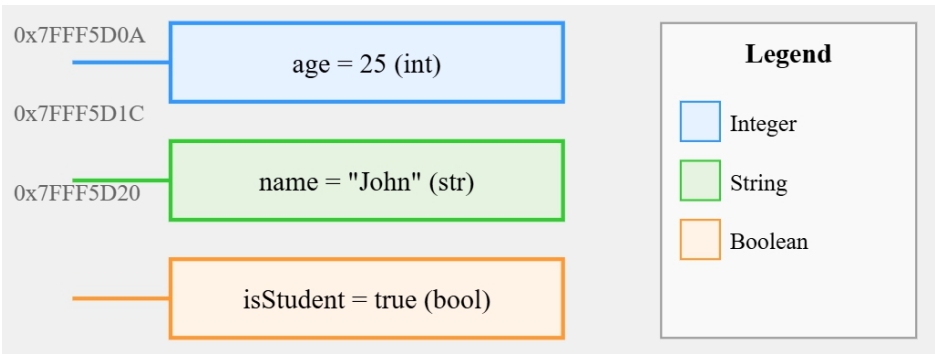 0x7FFF5D0A
age = 25 (int)
0x7FFF5D1C
name = "John" (str)
0x7FFF5D20
isStudent = true (bool)
Legend
Integer
String
Boolean